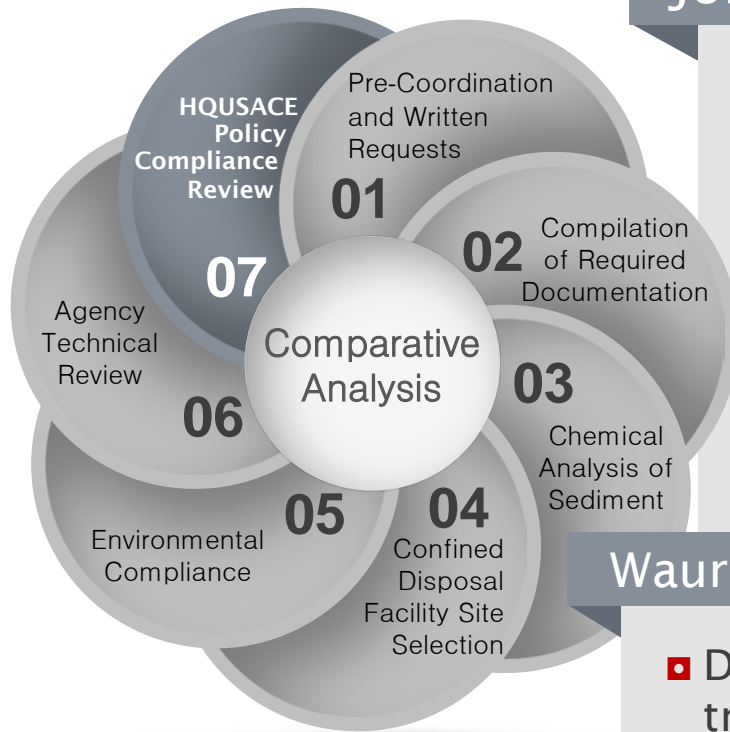 HQUSACE
Policy
Compliance
Review
07
Pre-Coordination
and Written
Requests
01
02
Compilation
of Required
Documentation
03
Chemical
Analysis of
Sediment
04
Confined
Disposal
Facility Site
Selection
05
Environmental
Compliance
Agency
Technical
Review
06
Comparative
Analysis
Waur
D
tr